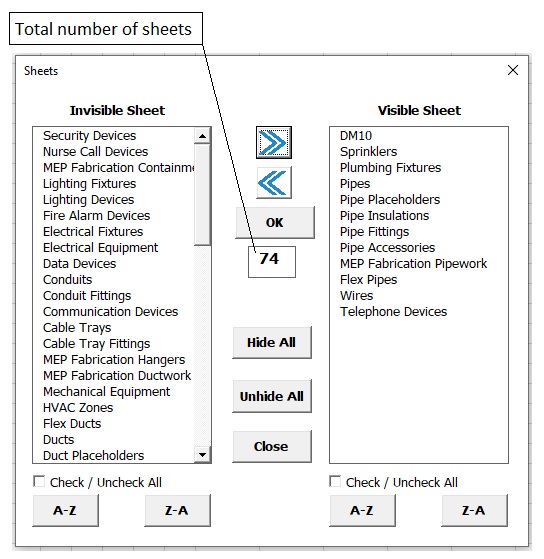 Total number of sheets
Sheets
Invisible Sheet
Security Devices
Nurse Call Devices
MEP Fabrication Containme
Lighting Fixtures
Lighting Devices
Fire Alarm Devices
Electrical Fixtures
Electrical Equipment
Data Devices
Conduits
Conduit Fittings
Communication Devices
Cable Trays
Cable Tray Fittings
MEP Fabrication Hangers
MEP Fabrication Ductwork
Mechanical Equipment
HVAC Zones
Flex Ducts
Ducts
Duct Placeholders
Check / Uncheck All
A-Z
Z-A
OK
74
Hide All
Unhide All
Close
Visible Sheet
DM10
Sprinklers
Plumbing Fixtures
Pipes
Pipe Placeholders
Pipe Insulations
Pipe Fittings
Pipe Accessories
MEP Fabrication Pipework
Flex Pipes
Wires
Telephone Devices
Check / Uncheck All
A-Z
Z-A